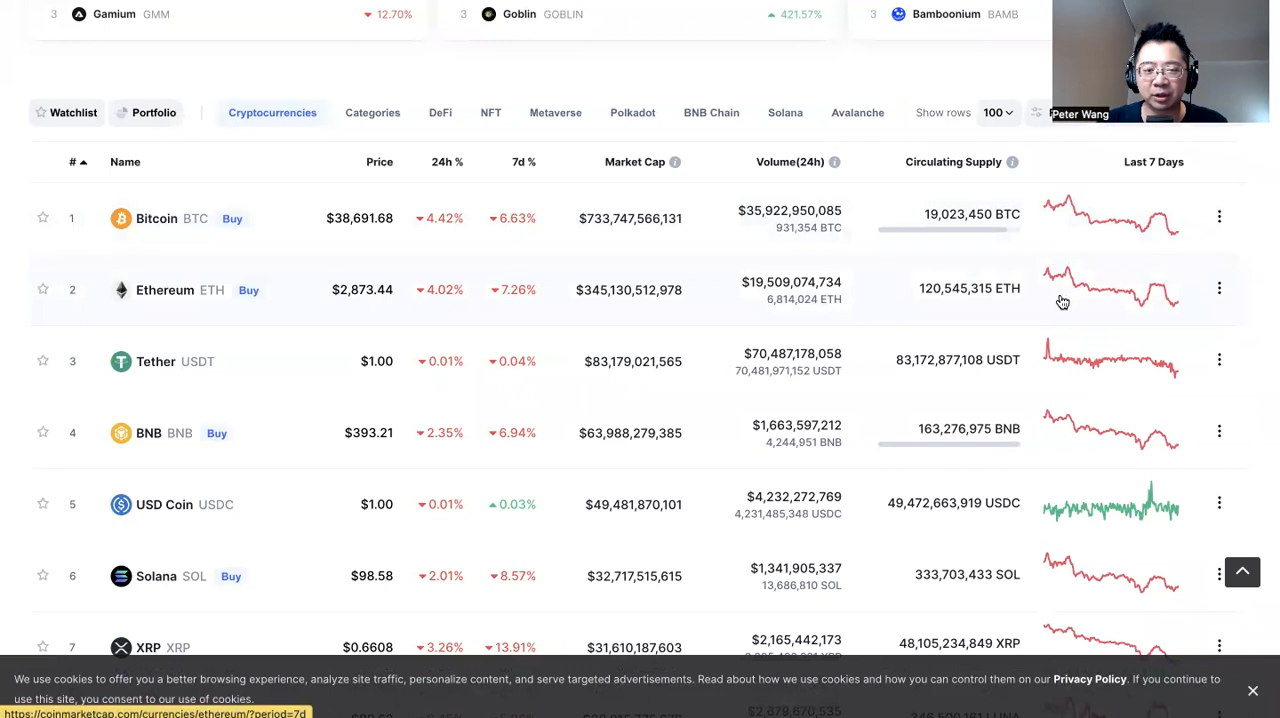 3 Gamium GMM 12.70% 3 Goblin GOBLIN 421.57% 3 Bamboonium BAMB
Watchlist Portfolio Cryptocurrencies Categories DeFi NFT Metaverse Polkadot BNB Chain Solana Avalanche Show rows 100
Peter Wang
# Name Price 24h % 7d % Market Cap Volume(24h) Circulating Supply Last 7 Days
1 Bitcoin BTC Buy $38,691.68 4.42% 6.63% $733,747,566,131 $35,922,950,085 19,023,450 BTC
931,354 BTC
2 Ethereum ETH Buy $2,873.44 4.02% 7.26% $345,130,512,978 $19,509,074,734 120,545,315 ETH
6,814,024 ETH
3 Tether USDT $1.00 0.01% 0.04% $83,179,021,565 $70,487,178,058 83,172,877,108 USDT
70,481,971,152 USDT
4 BNB BNB Buy $393.21 2.35% 6.94% $63,988,279,385 $1,663,597,212 163,276,975 BNB
4,244,951 BNB
5 USD Coin USDC $1.00 0.01% 0.03% $49,481,870,101 $4,232,272,769 49,472,663,919 USDC
4,231,485,348 USDC
6 Solana SOL Buy $98.58 2.01% 8.57% $32,717,515,615 $1,341,905,337 333,703,433 SOL
13,686,810 SOL
7 XRP XRP $0.6608 3.26% 13.91% $31,610,187,603 $2,165,442,173 48,105,234,849 XRP
We use cookies to offer you a better browsing experience, analyze site traffic, personalize content, and serve targeted advertisements. Read about how we use cookies and how you can control them on our Privacy Policy. If you continue to
use this site, you consent to our use of cookies.
https://coinmarketcap.com/currencies/ethereum/?period=7d